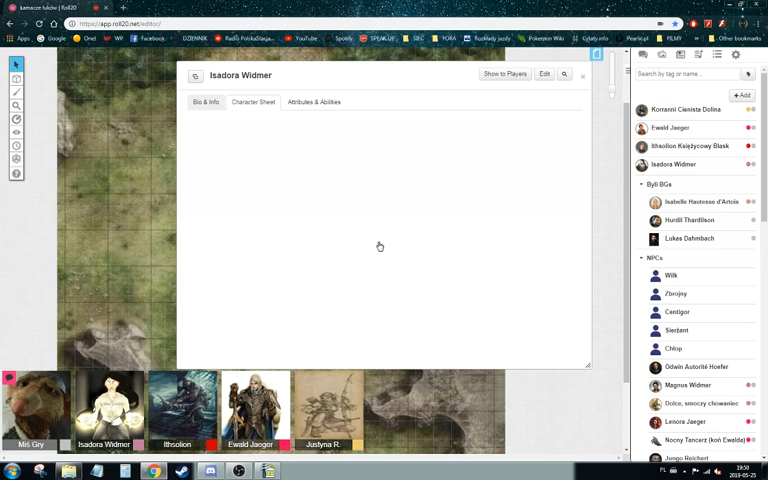 Łamacze łuków | Roll20
https://app.roll20.net/editor/
Apps Google Onet WP Facebook DZIENNIK Radio PolskaStacja... YouTube Spotify SPEAK UP SIEĆ FORA Rozkłady jazdy Pokemon Wiki Gplaty.info Pearltc.pl FILMY Other bookmarks
Isadora Widmer
Show to Players Edit
Bio & Info Character Sheet Attributes & Abilities
Search by tag or name...
+ Add
Korranni Cienista Dolina
Ewald Jaeger
Ithsolion Księżycowy Blask
Isadora Widmer
Byli BGs
Isabelle Hautesse d'Artois
Hurdil Thardilson
Lukas Dahmbach
NPCs
Wilk
Zbrojny
Centigor
Sierżant
Chłop
Odwin Autorité Hoefer
Magnus Widmer
Dolce, smoczy chowaniec
Lenora Jaeger
Nocny Tancerz (koń Ewalda)
Jungo Reichert
Miś Gry
Isadora Widmer
Ithsolion
Ewald Jaeger
Justyna R.
PL
19:50
2019-05-25